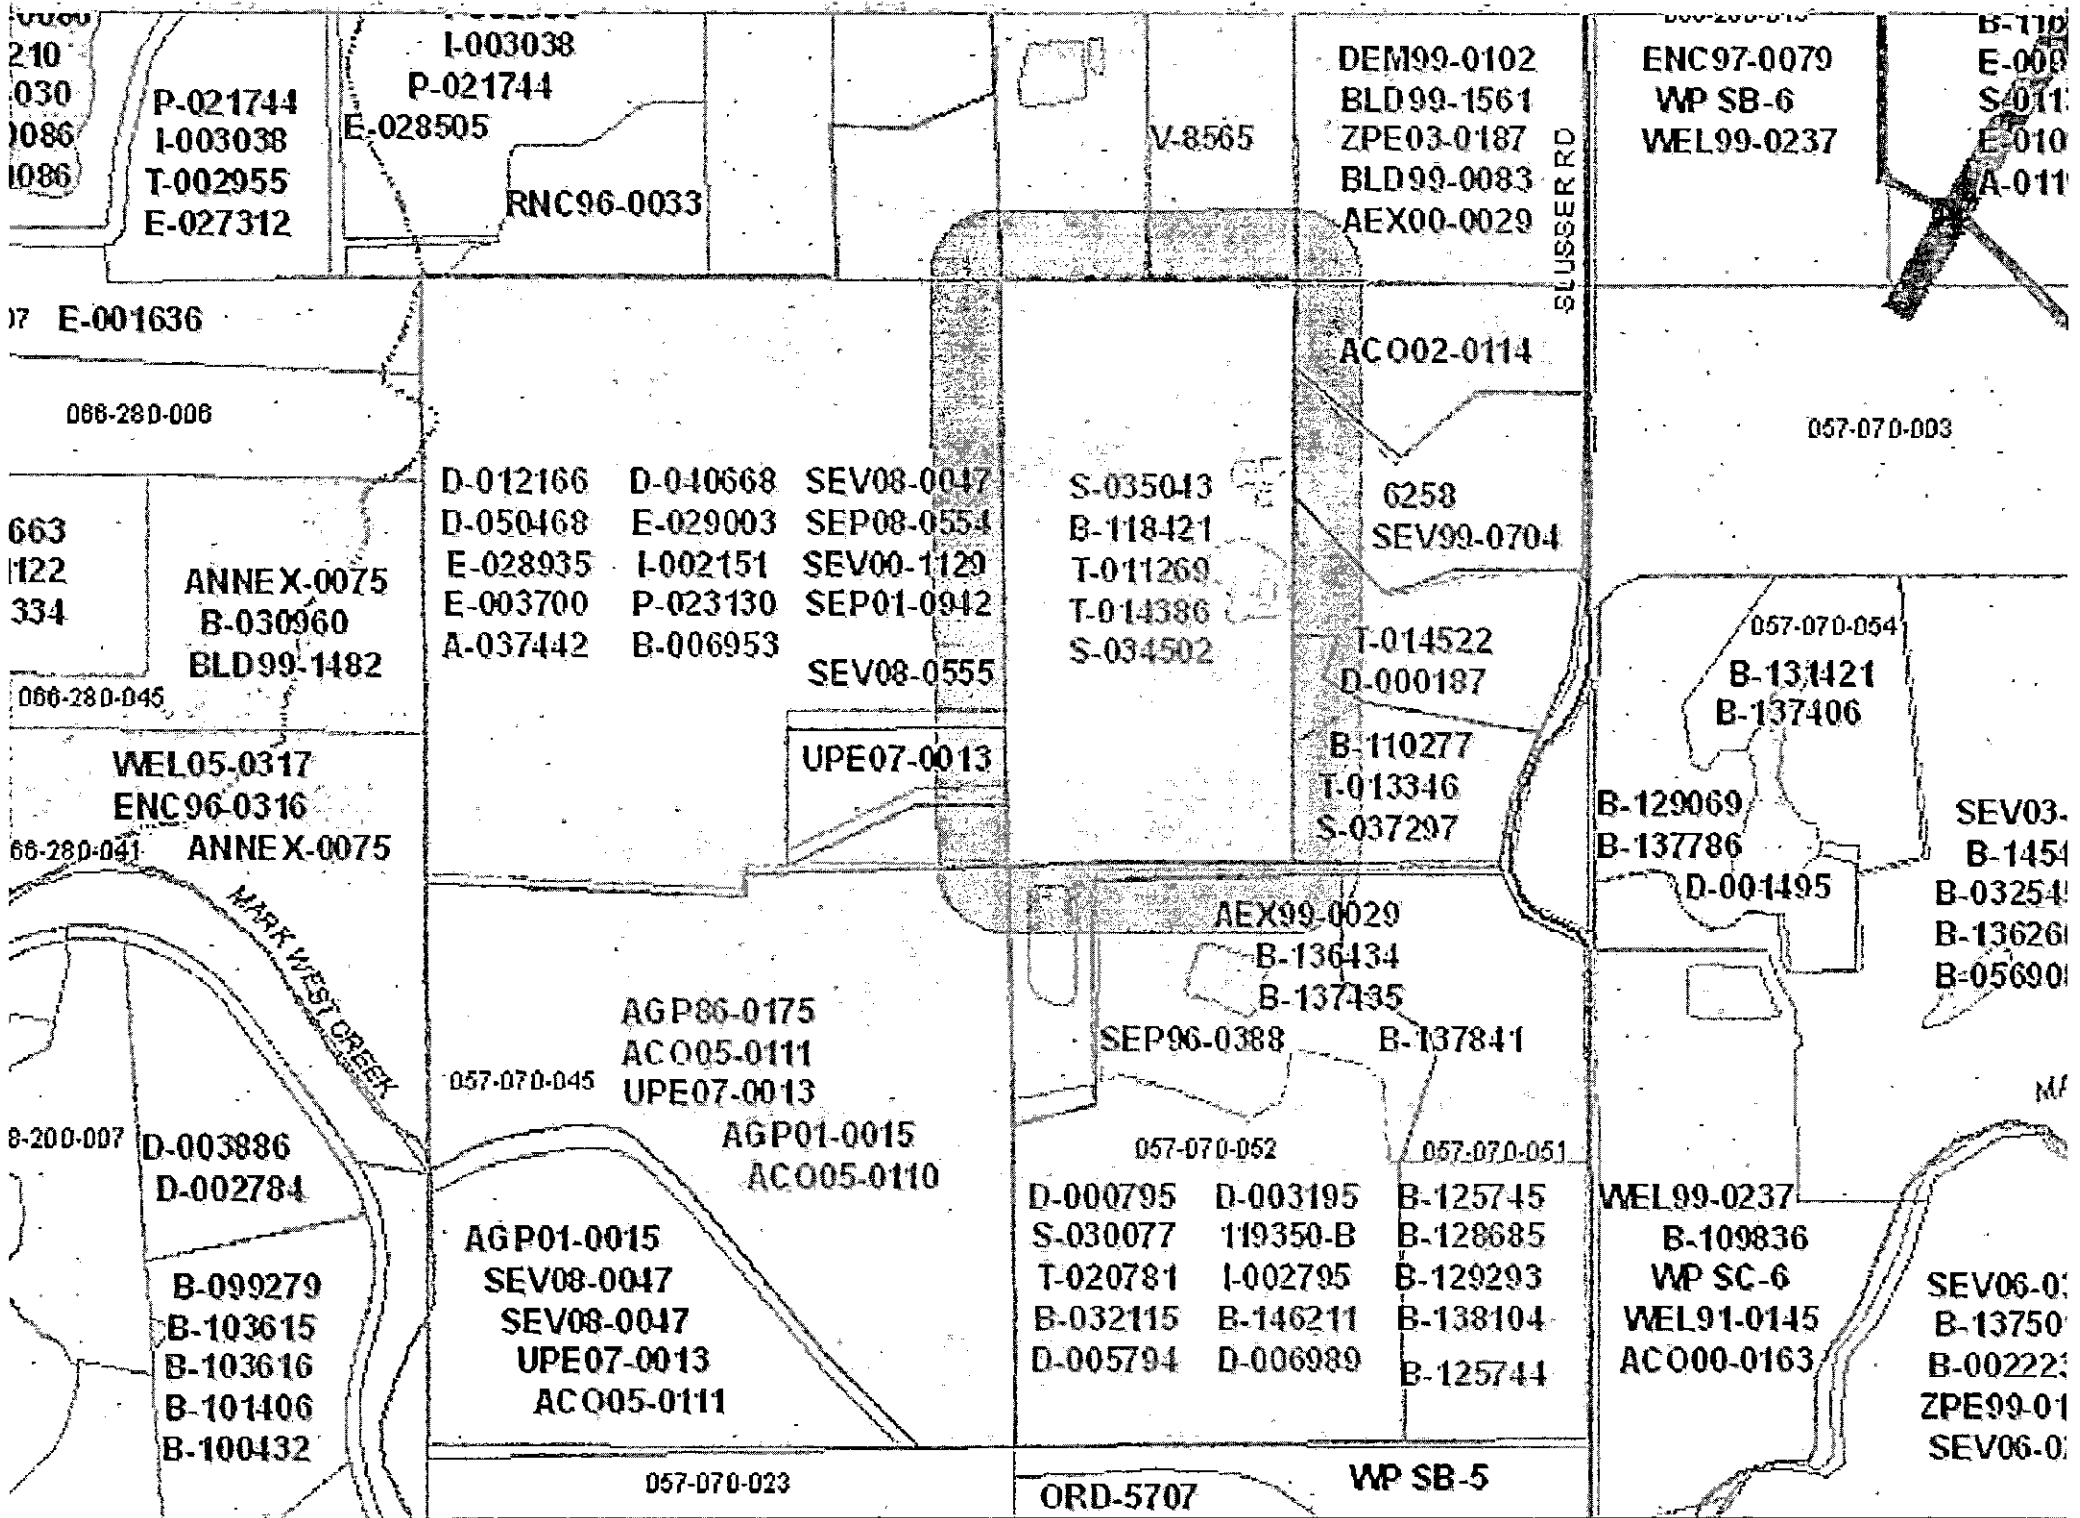 I-003038
P-021744
E-028505
P-021744
I-003038
T-002955
E-027312
RNC96-0033
V-8565
DEM99-0102
BLD99-1561
ZPE03-0187
BLD99-0083
AEX00-0029
SLUSSER RD
ENC97-0079
WP SB-6
WEL99-0237
E-001636
066-280-006
ACO02-0114
057-070-003
D-012166 D-040668 SEV08-0047
D-050468 E-029003 SEP08-0554
E-028935 I-002151 SEV00-1129
E-003700 P-023130 SEP01-0942
A-037442 B-006953
SEV08-0555
S-035043
B-118421
T-011269
T-014386
S-034502
6258
SEV99-0704
T-014522
D-000187
ANNEX-0075
B-030960
BLD99-1482
066-280-045
057-070-054
B-131421
B-137406
WEL05-0317
ENC96-0316
ANNEX-0075
66-280-041
UPE07-0013
B-110277
T-013346
S-037297
B-129069
B-137786
D-001495
SEV03-
MARK WEST CREEK
AEX99-0029
B-136434
B-137435
SEP96-0388 B-137841
AGP86-0175
ACO05-0111
UPE07-0013
AGP01-0015
ACO05-0110
057-070-045
8-200-007
D-003886
D-002784
057-070-052
057-070-051
D-000795 D-003195 B-125745
S-030077 119350-B B-128685
T-020781 I-002795 B-129293
B-032115 B-146211 B-138104
D-005794 D-006989 B-125744
WEL99-0237
B-109836
WP SC-6
WEL91-0145
ACO00-0163
AGP01-0015
SEV08-0047
SEV08-0047
UPE07-0013
ACO05-0111
B-099279
B-103615
B-103616
B-101406
B-100432
057-070-023
ORD-5707
WP SB-5